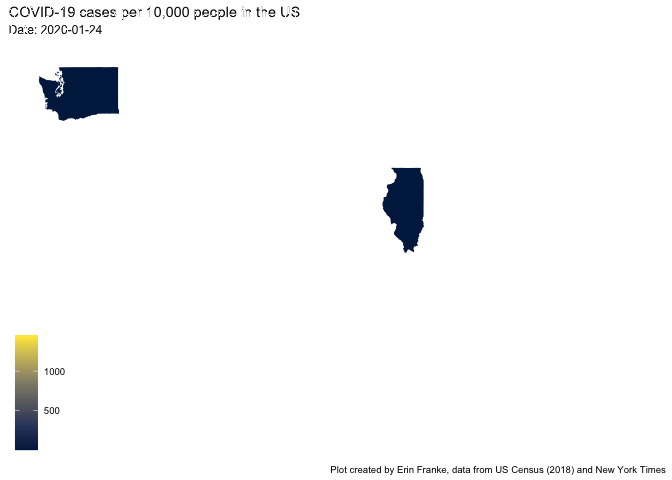 COVID-19 cases per 10,000 people in the US
Date: 2020-01-24
1000
500
Plot created by Erin Franke, data from US Census (2018) and New York Times